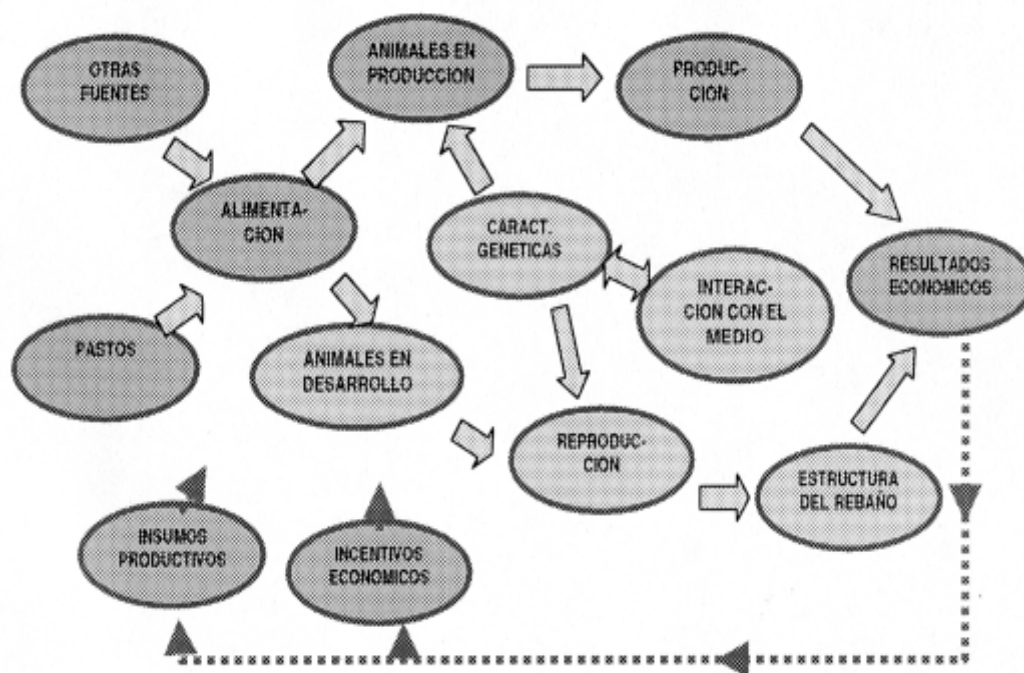 OTRAS
FUENTES
ANIMALES EN
PRODUCCION
PRODUC-
CION
ALIMENTA-
CION
CARACT.
GENETICAS
RESULTADOS
ECONOMICOS
INTERAC-
CION CON EL
MEDIO
PASTOS
ANIMALES EN
DESARROLLO
REPRODUC-
CION
ESTRUCTURA
DEL REBAÑO
INSUMOS
PRODUCTIVOS
INCENTIVOS
ECONOMICOS